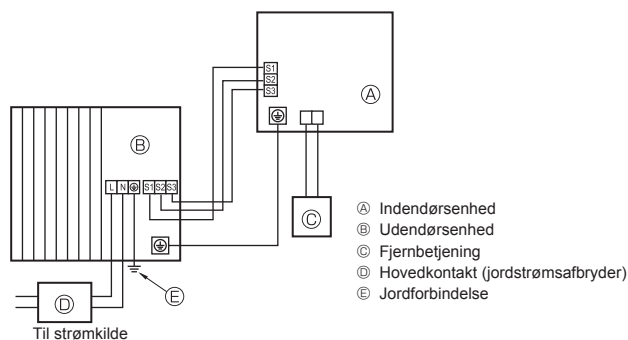 S1
S2
S3
Ⓐ
Ⓑ
L N S1 S2 S3
Ⓒ
Ⓓ
Ⓔ
Til strømkilde
Ⓐ Indendørsenhed
Ⓑ Udendørsenhed
Ⓒ Fjernbetjening
Ⓓ Hovedkontakt (jordstrømsafbryder)
Ⓔ Jordforbindelse